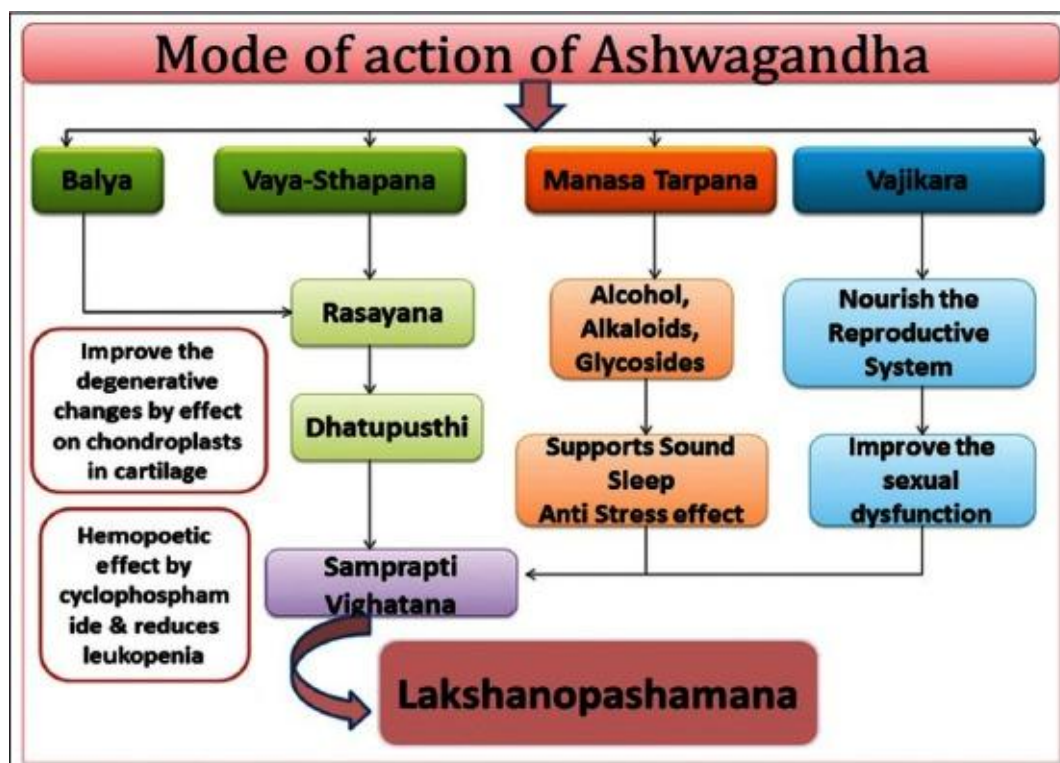 Mode of action of Ashwagandha
Balya
Vaya-Sthapana
Manasa Tarpana
Vajikara
Rasayana
Alcohol,
Alkaloids,
Glycosides
Nourish the
Reproductive
System
Improve the
degenerative
changes by effect
on chondroplasts
in cartilage
Dhatupusthi
Supports Sound
Sleep
Anti Stress effect
Improve the
sexual
dysfunction
Hemopoetic
effect by
cyclophospham
ide & reduces
leukopenia
Samprapti
Vighatana
Lakshanopashamana